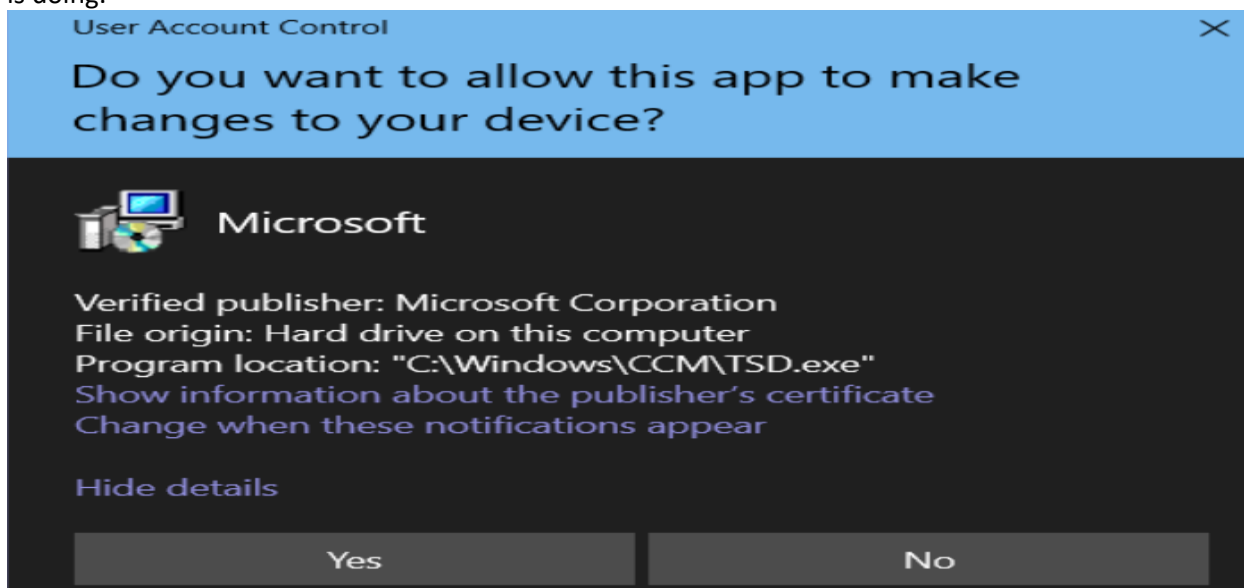 is doing.
User Account Control
Do you want to allow this app to make
changes to your device?
Microsoft
Verified publisher: Microsoft Corporation
File origin: Hard drive on this computer
Program location: "C:\Windows\CCM\TSD.exe"
Show information about the publisher's certificate
Change when these notifications appear
Hide details
Yes
No